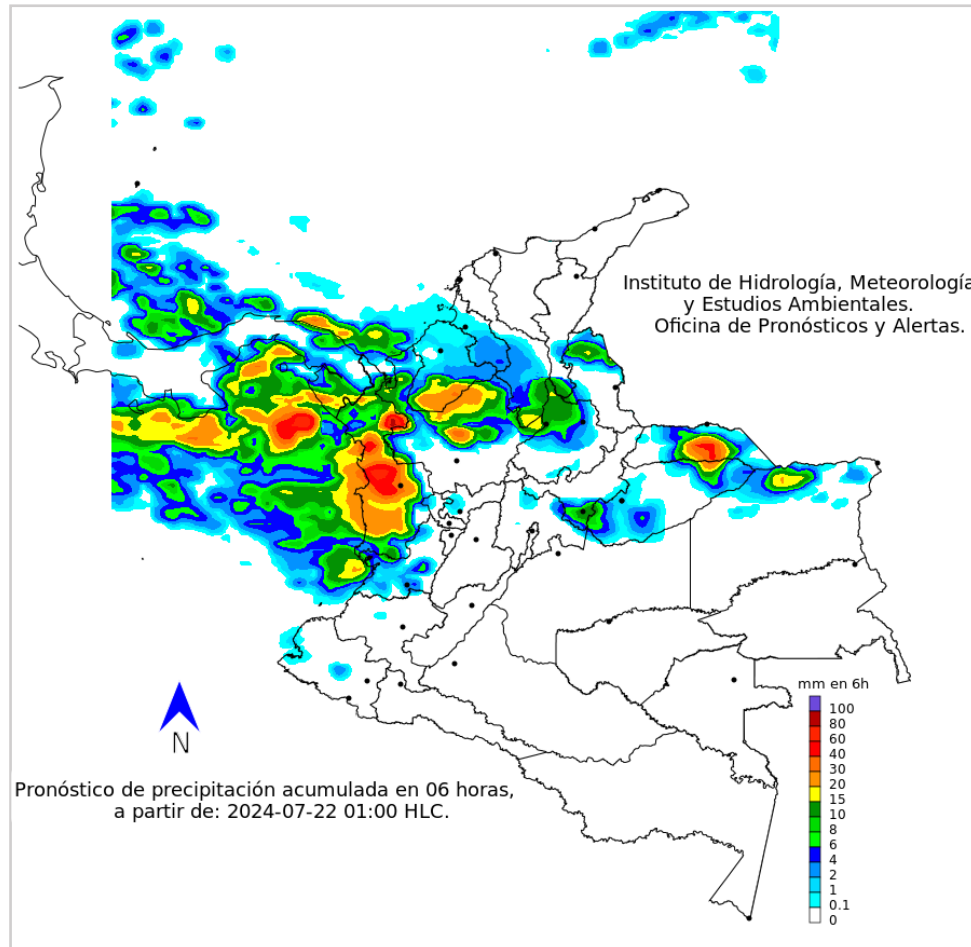 Instituto de Hidrología, Meteorología
y Estudios Ambientales.
Oficina de Pronósticos y Alertas.
mm en 6h
100
80
60
40
30
20
15
10
8
6
4
2
1
0.1
0
N
Pronóstico de precipitación acumulada en 06 horas,
a partir de: 2024-07-22 01:00 HLC.